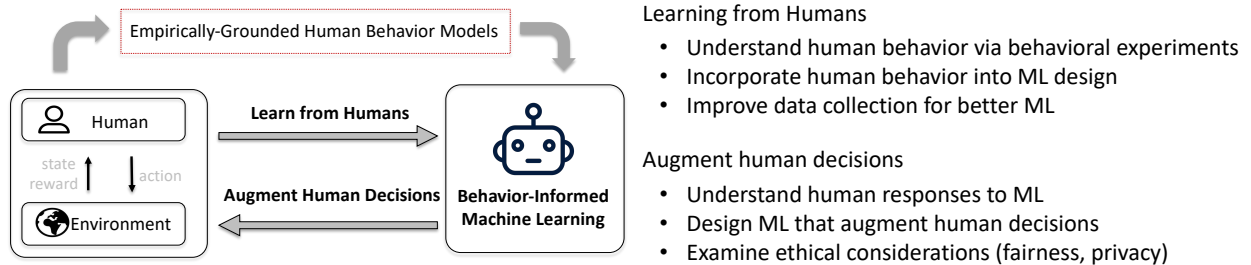 Empirically-Grounded Human Behavior Models
Human
state
reward
action
Environment
Learn from Humans
Augment Human Decisions
Behavior-Informed
Machine Learning
Learning from Humans
• Understand human behavior via behavioral experiments
• Incorporate human behavior into ML design
• Improve data collection for better ML
Augment human decisions
• Understand human responses to ML
• Design ML that augment human decisions
• Examine ethical considerations (fairness, privacy)